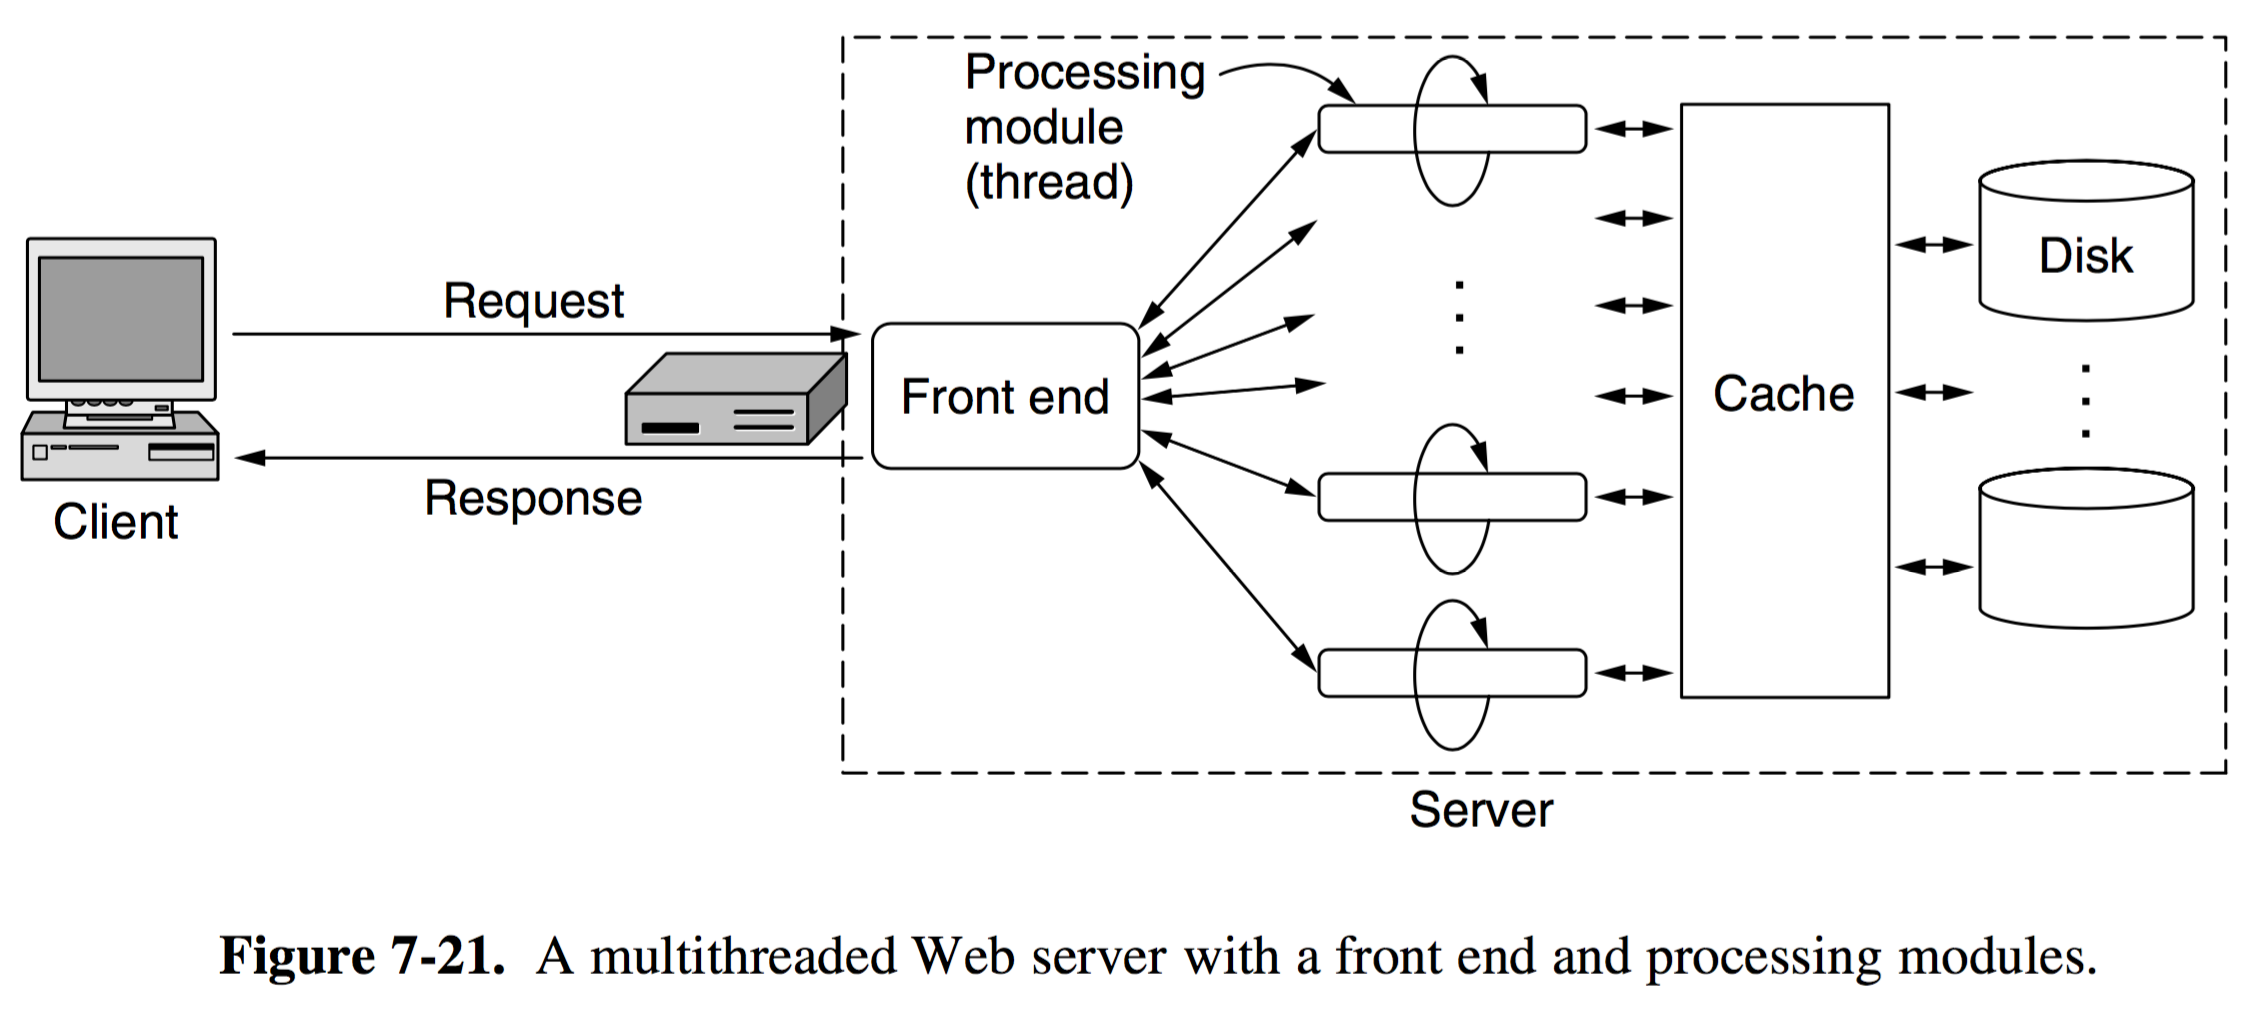 Processing
module
(thread)
Request
Disk
Front end
Cache
Response
Client
Server
Figure 7-21. A multithreaded Web server with a front end and processing modules.